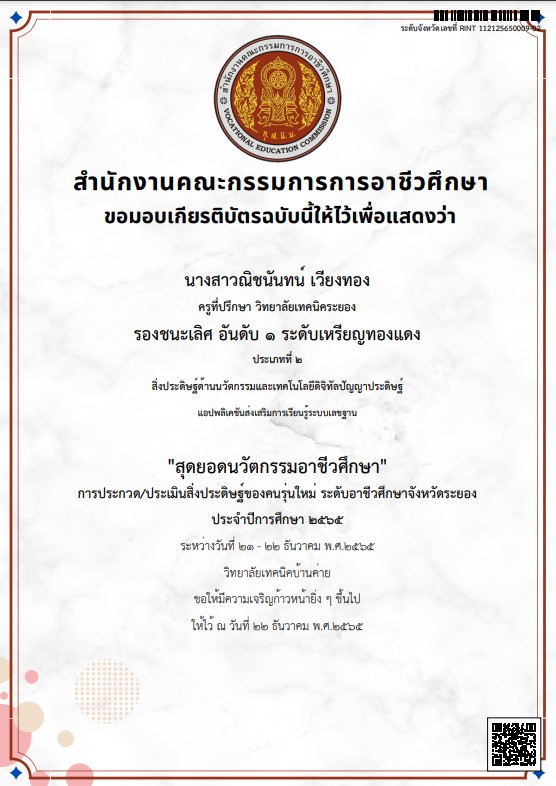 ระดับจังหวัด เลขที่ RINT 112125650009-02
สำนักงานคณะกรรมการการอาชีวศึกษา
VOCATIONAL EDUCATION COMMISSION
สำนักงานคณะกรรมการการอาชีวศึกษา
ขอมอบเกียรติบัตรฉบับนี้ให้ไว้เพื่อแสดงว่า
นางสาวณิชนันทน์ เวียงทอง
ครูที่ปรึกษา วิทยาลัยเทคนิคระยอง
รองชนะเลิศ อันดับ ๑ ระดับเหรียญทองแดง
ประเภทที่ ๒
สิ่งประดิษฐ์ด้านนวัตกรรมและเทคโนโลยีดิจิทัลปัญญาประดิษฐ์
แอปพลิเคชันส่งเสริมการเรียนรู้ระบบเลขฐาน
"สุดยอดนวัตกรรมอาชีวศึกษา"
การประกวด/ประเมินสิ่งประดิษฐ์ของคนรุ่นใหม่ ระดับอาชีวศึกษาจังหวัดระยอง
ประจำปีการศึกษา ๒๕๖๕
ระหว่างวันที่ ๒๑ - ๒๒ ธันวาคม พ.ศ.๒๕๖๕
วิทยาลัยเทคนิคบ้านค่าย
ขอให้มีความเจริญก้าวหน้ายิ่ง ๆ ขึ้นไป
ให้ไว้ ณ วันที่ ๒๒ ธันวาคม พ.ศ.๒๕๖๕